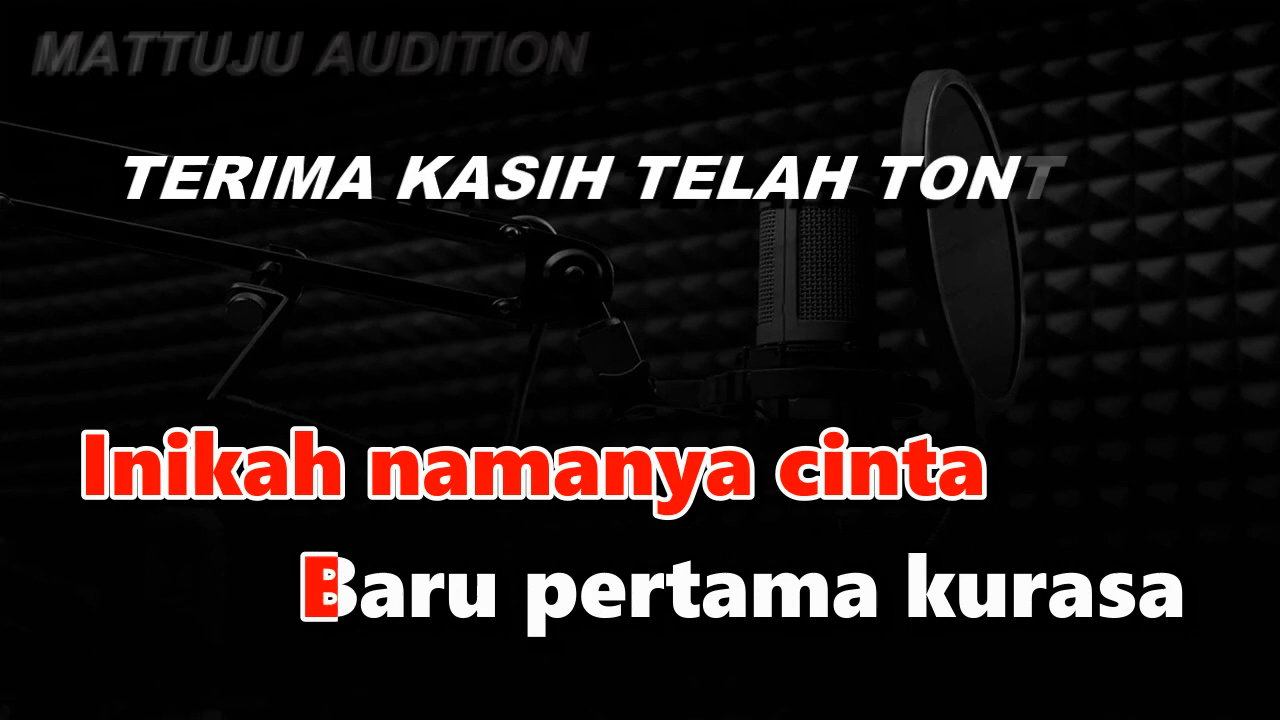 MATTUJU AUDITION
TERIMA KASIH TELAH TONT
Inikah namanya cinta
Baru pertama kurasa